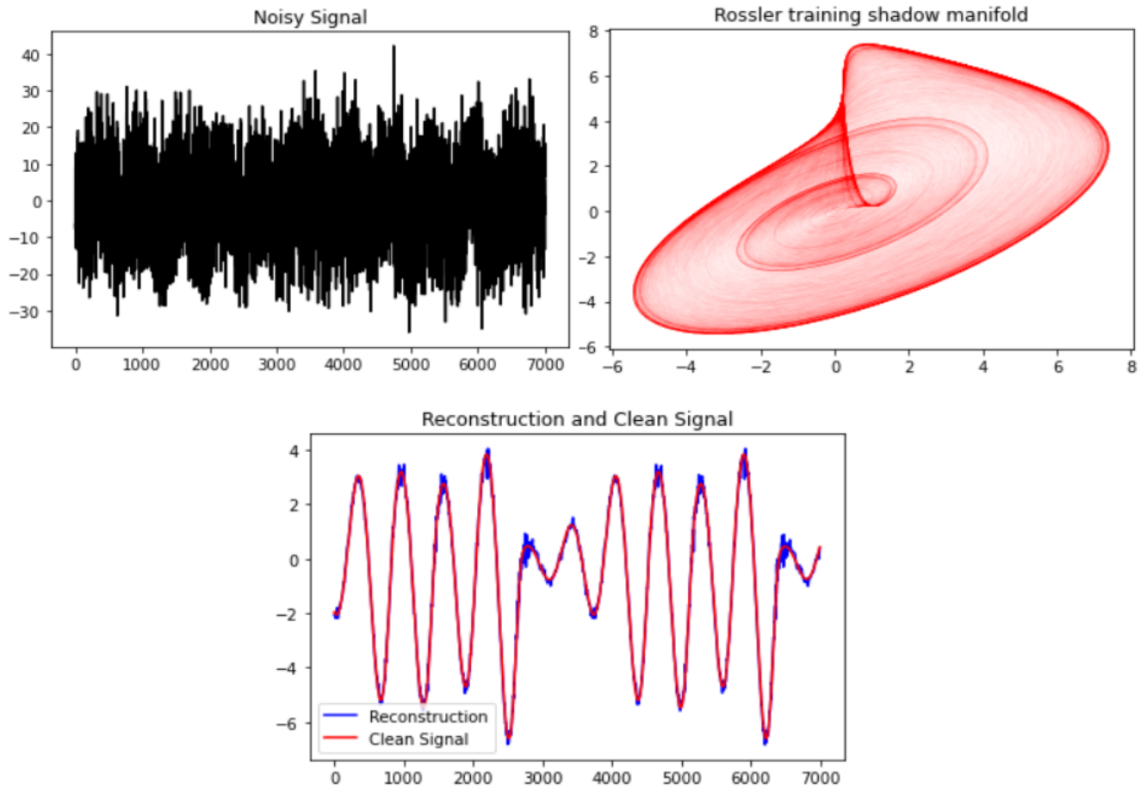 Noisy Signal
40
30
20
10
0
−10
−20
−30
0 1000 2000 3000 4000 5000 6000 7000
Rossler training shadow manifold
8
6
4
2
0
−2
−4
−6
−6 −4 −2 0 2 4 6 8
Reconstruction and Clean Signal
4
2
0
−2
−4
−6
Reconstruction
Clean Signal
0 1000 2000 3000 4000 5000 6000 7000